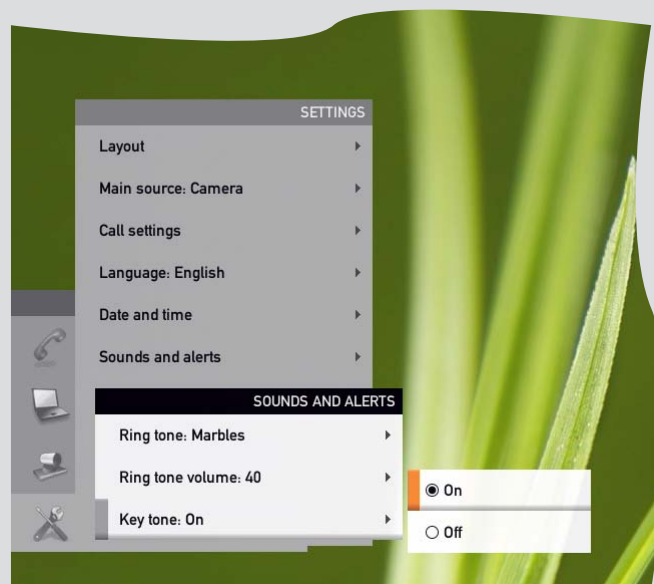 SETTINGS
Layout
Main source: Camera
Call settings
Language: English
Date and time
Sounds and alerts
SOUNDS AND ALERTS
Ring tone: Marbles
Ring tone volume: 40
Key tone: On
On
Off